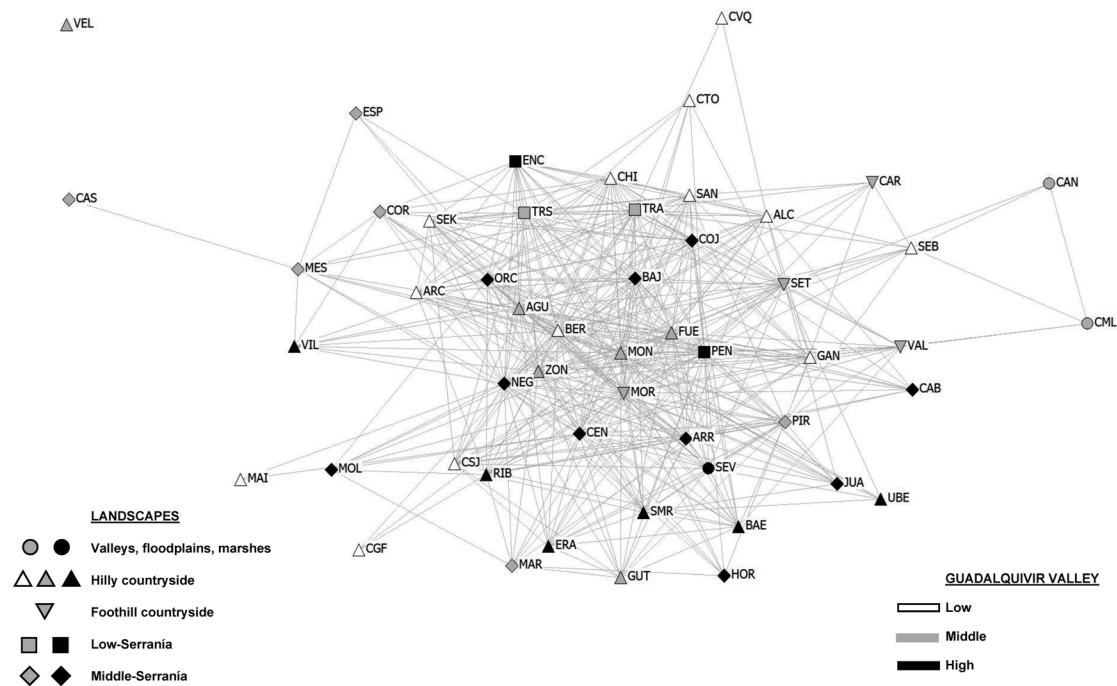 VEL
CVQ
CTO
ESP
ENC
CHI
CAR
CAN
SAN
CAS
COR
SEK
TRS
TRA
ALC
COJ
SEB
MES
ORC
BAJ
SET
ARC
AGU
BER
FUE
CML
VIL
MON
PEN
GAN
VAL
ZON
NEG
MOR
CAB
PIR
CEN
ARR
CSJ
SEV
MAI
MOL
RIB
JUA
UBE
SMR
BAE
LANDSCAPES
Valleys, floodplains, marshes
CGF
ERA
MAR
GUT
HOR
Hilly countryside
GUADALQUIVIR VALLEY
Foothill countryside
Low
Low-Serranía
Middle
Middle-Serranía
High